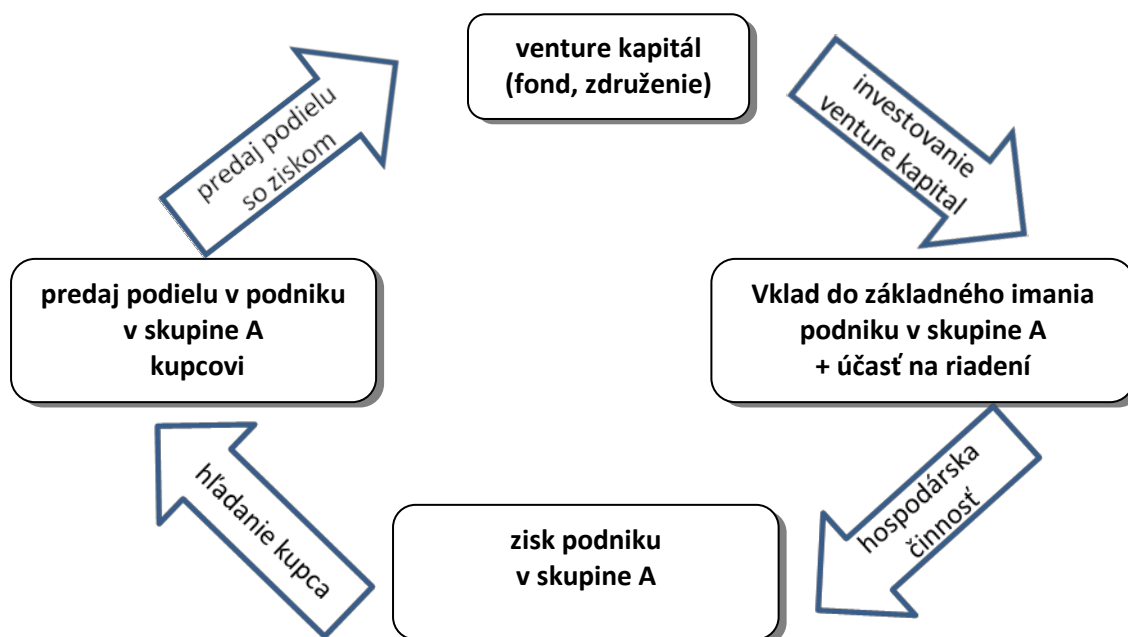 venture kapitál
(fond, združenie)
investovanie
venture kapital
Vklad do základného imania
podniku v skupine A
+ účasť na riadení
hospodárska
činnosť
zisk podniku
v skupine A
hľadanie kupca
predaj podielu v podniku
v skupine A
kupcovi
predaj podielu
so ziskom